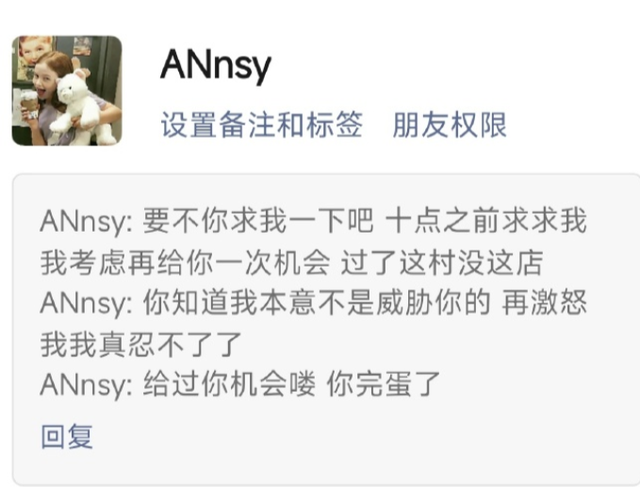 ANnsy
设置备注和标签 朋友权限
ANnsy: 要不你求我一下吧 十点之前求求我
我考虑再给你一次机会 过了这村没这店
ANnsy: 你知道我本意不是威胁你的 再激怒
我我真忍不了了
ANnsy: 给过你机会喽 你完蛋了
回复